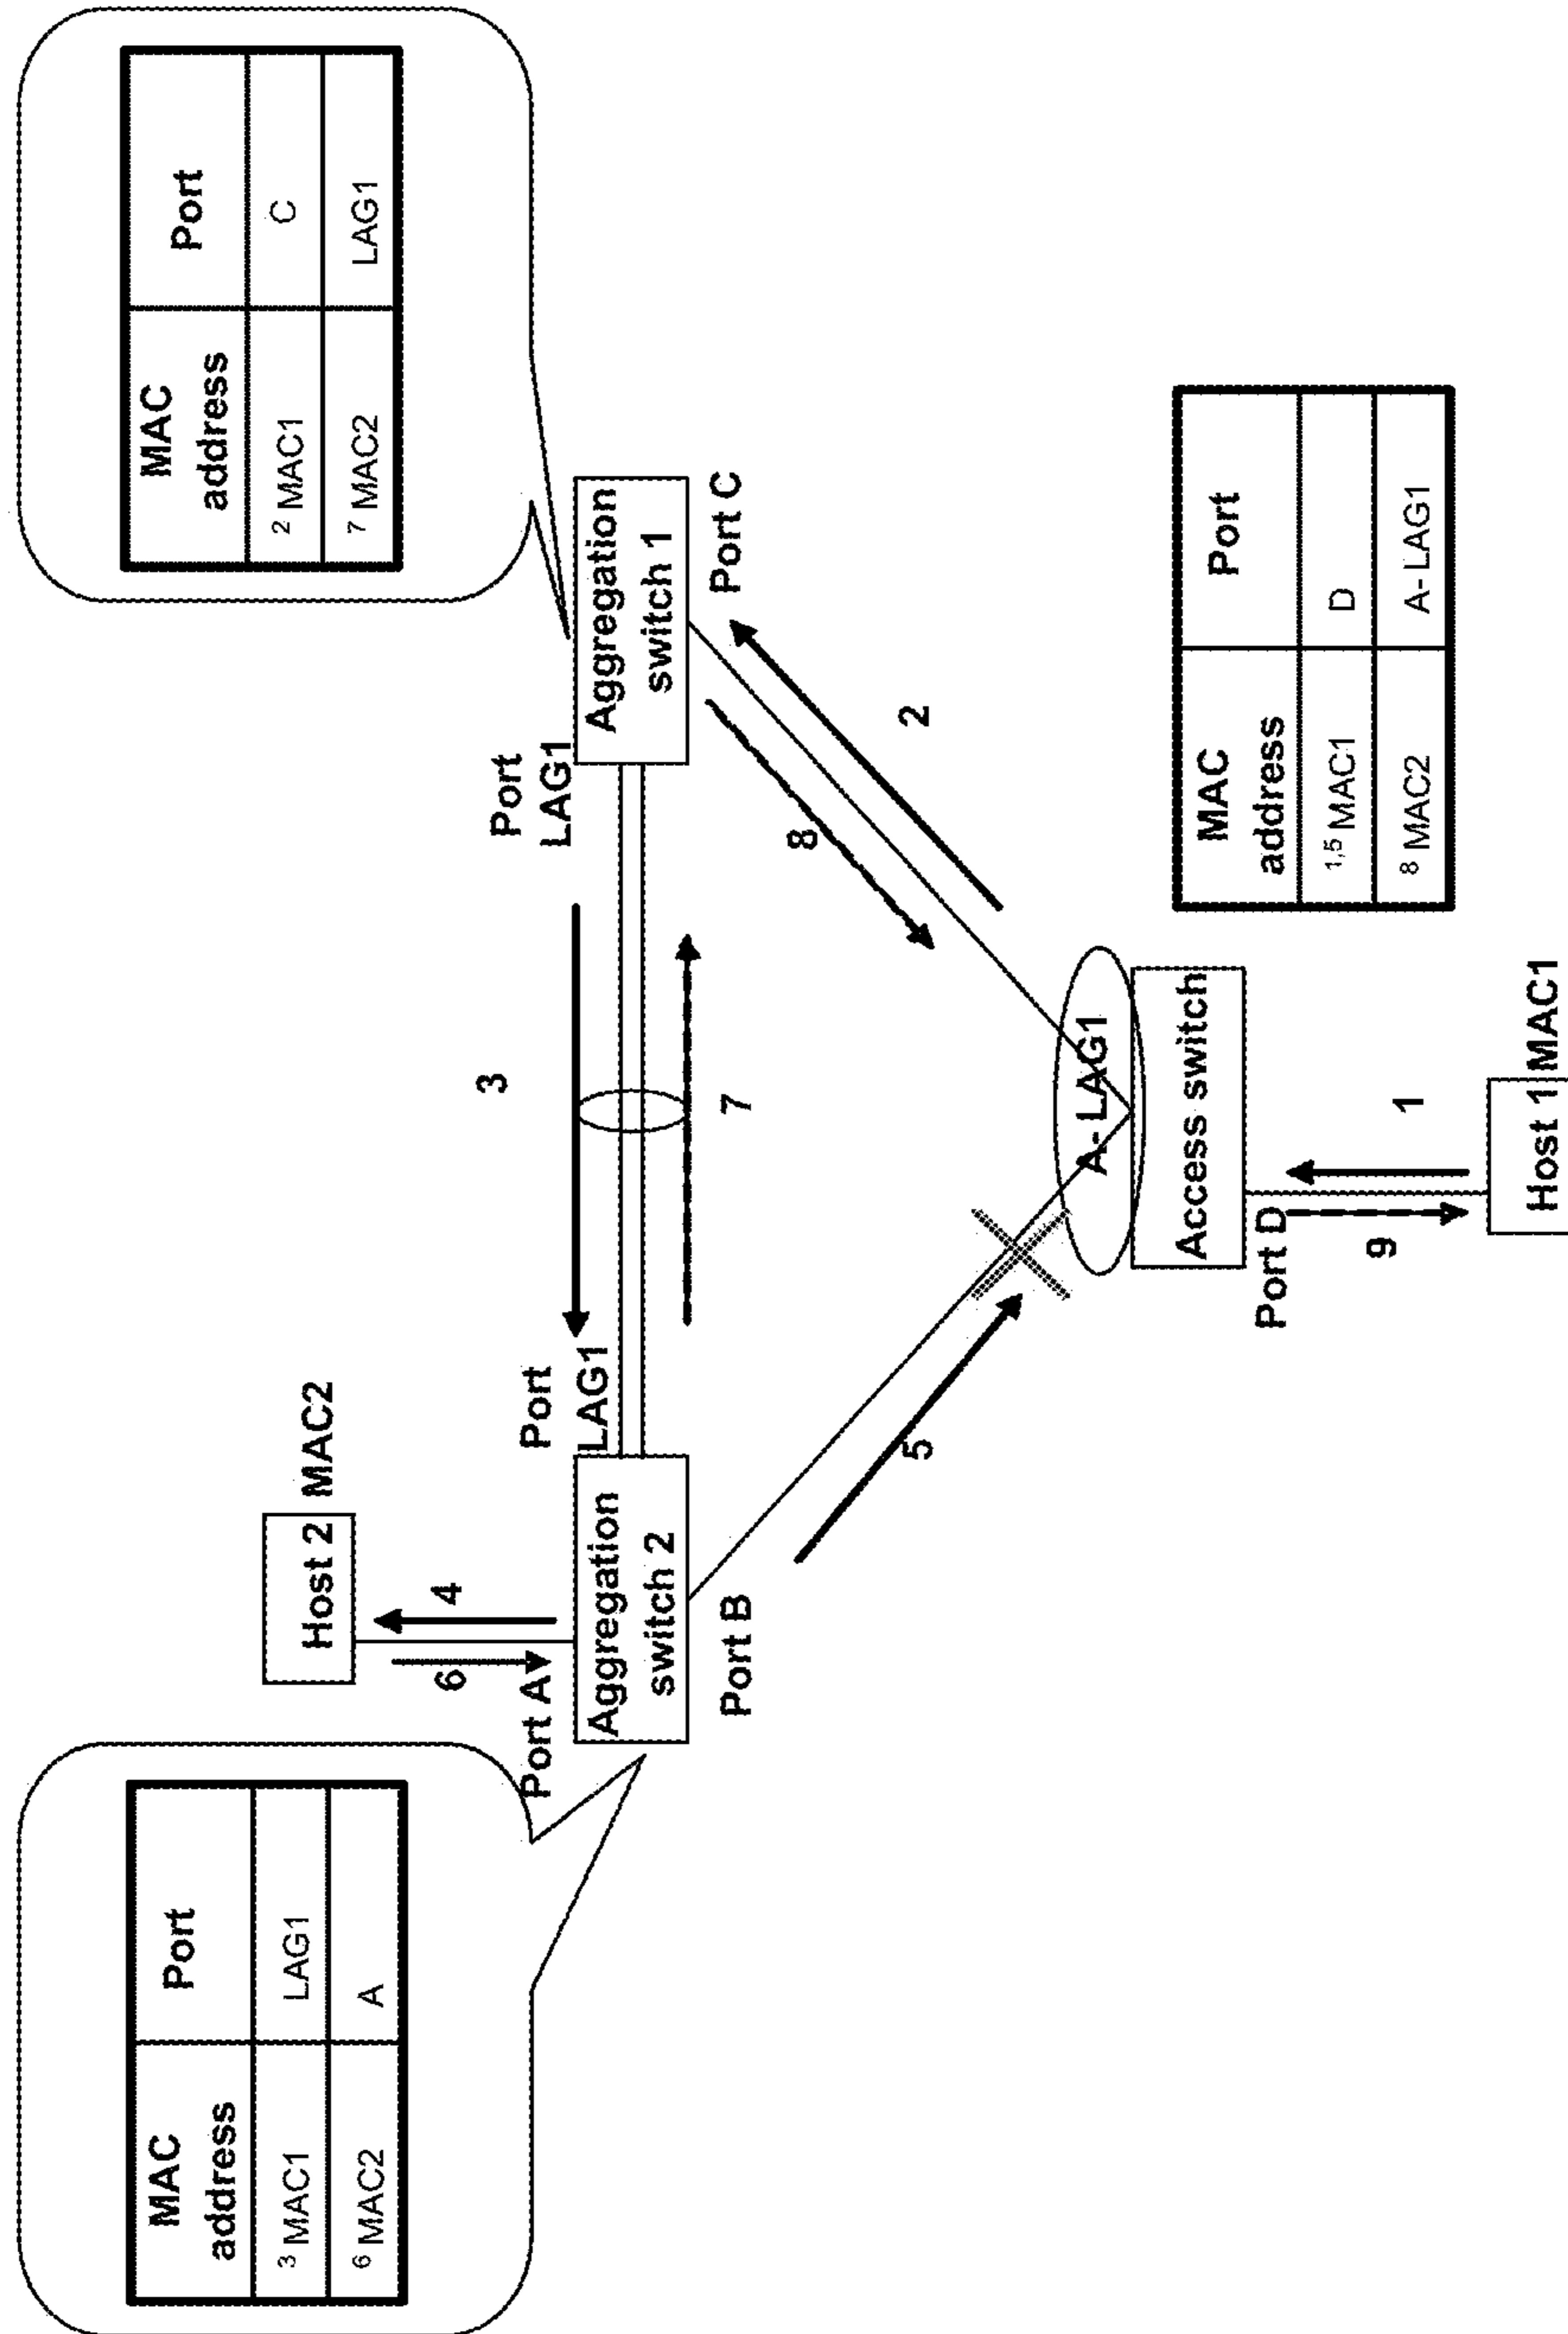 MAC address
Port
3 MAC1
LAG1
6 MAC2
A
MAC address
Port
2 MAC1
C
7 MAC2
LAG1
Host 2
MAC2
6
4
Port A
Aggregation
switch 2
Port
LAG1
3
7
Port
LAG1
Aggregation
switch 1
Port B
Port C
5
8
2
A-LAG1
Access switch
Port D
9
1
Host 1
MAC1
MAC address
Port
1,5 MAC1
D
8 MAC2
A-LAG1